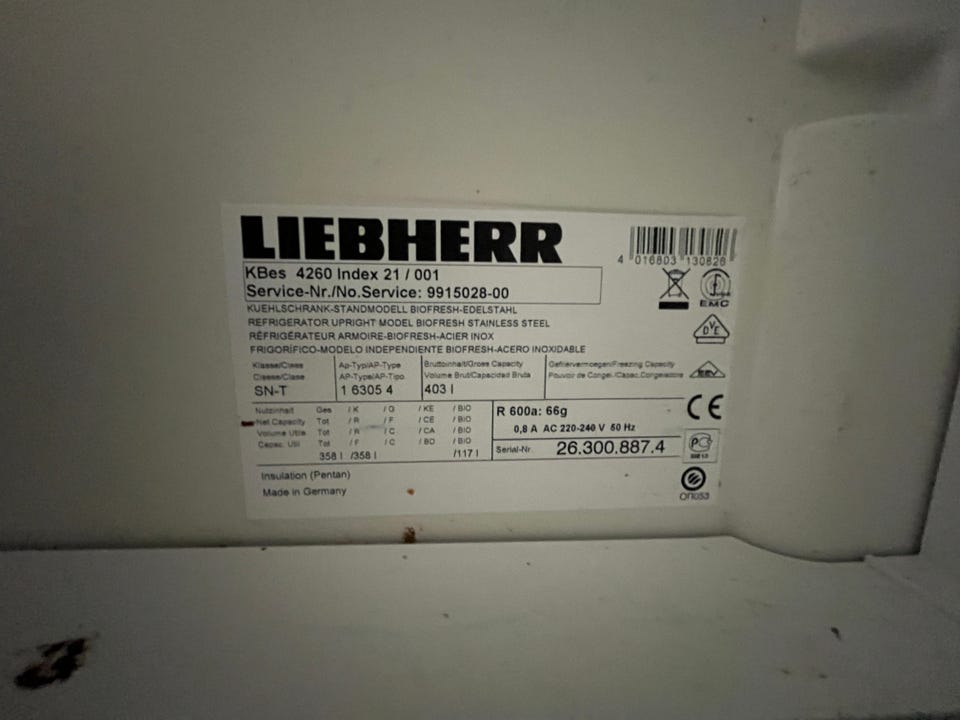 LIEBHERR
4 016803 130826
KBes 4260 Index 21 / 001
Service-Nr./No.Service: 9915028-00
EMC
KUEHLSCHRANK-STANDMODELL BIOFRESH-EDELSTAHL
REFRIGERATOR UPRIGHT MODEL BIOFRESH STAINLESS STEEL
RÉFRIGÉRATEUR ARMOIRE-BIOFRESH-ACIER INOX
FRIGORÍFICO-MODELO INDEPENDIENTE BIOFRESH-ACERO INOXIDABLE
DVE
Klasse/Class Ap-Typ/AP-Type Bruttoinhalt/Gross Capacity Gefriervermoegen/Freezing Capacity
Classe/Clase AP-Type/AP-Tipo Volume Brut/Capacidad Bruta Pouvoir de Congel./Capac.Congeladora
SN-T 1 6305 4 403 l
Nutzinhalt Ges /K /G /KE /BIO
Net Capacity Tot /R /F /CE /BIO
Volume Utile Tot /R /C /CA /BIO
Capac. Util Tot /F /C /BD /BIO
358 l /358 l /117 l
R 600a: 66g
0,8 A AC 220-240 V 50 Hz
CE
Serial-Nr. 26.300.887.4
Insulation (Pentan)
Made in Germany
ОП053